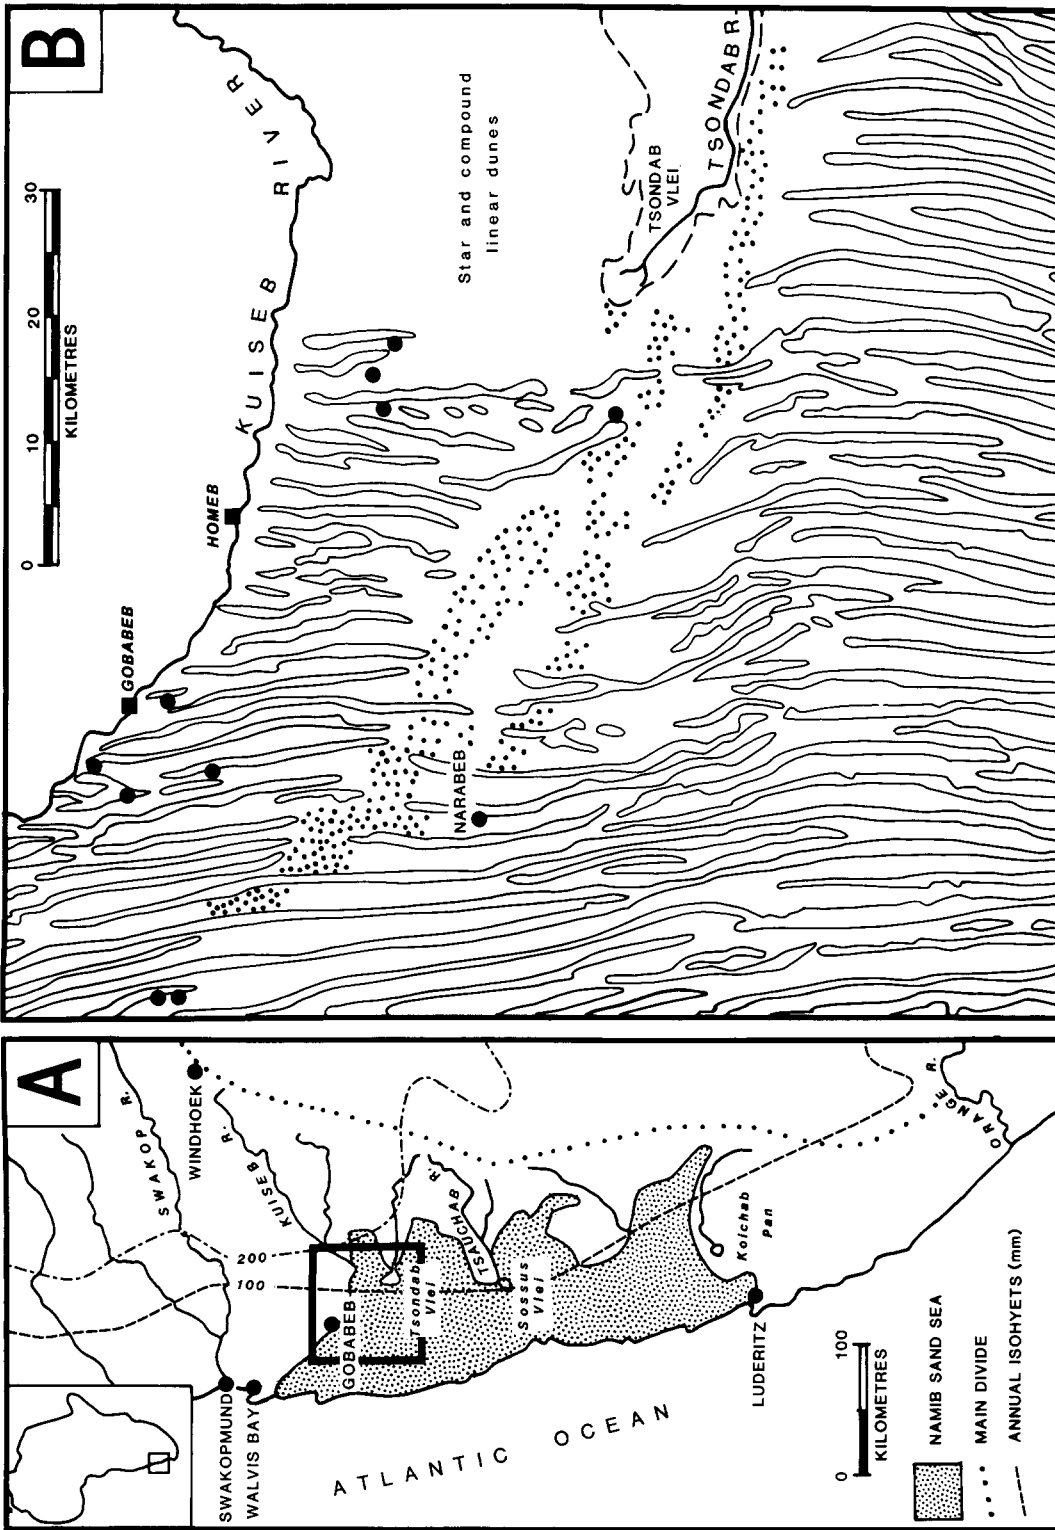 A
SWAKOP R.
WINDHOEK
KUISEB R.
SWAKOPMUND
WALVIS BAY
200
100
GOBABEB
Tsondab
Vlei
TSAUCHAB R.
Sossus
Vlei
Koichab
Pan
LUDERITZ
ORANGE R.
ATLANTIC OCEAN
0 100
KILOMETRES
NAMIB SAND SEA
MAIN DIVIDE
ANNUAL ISOHYETS (mm)
B
0 10 20 30
KILOMETRES
KUISEB RIVER
GOBABEB
HOMEB
Star and compound
linear dunes
NARABEB
TSONDAB
VLEI
TSONDAB R.